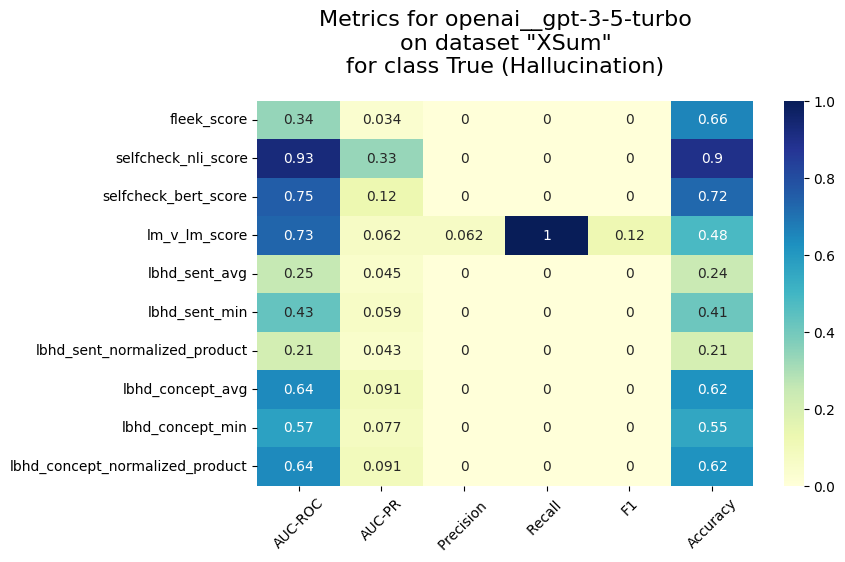 Metrics for openai__gpt-3-5-turbo
on dataset "XSum"
for class True (Hallucination)
fleek_score 0.34 0.034 0 0 0 0.66
selfcheck_nli_score 0.93 0.33 0 0 0 0.9
selfcheck_bert_score 0.75 0.12 0 0 0 0.72
lm_v_lm_score 0.73 0.062 0.062 1 0.12 0.48
lbhd_sent_avg 0.25 0.045 0 0 0 0.24
lbhd_sent_min 0.43 0.059 0 0 0 0.41
lbhd_sent_normalized_product 0.21 0.043 0 0 0 0.21
lbhd_concept_avg 0.64 0.091 0 0 0 0.62
lbhd_concept_min 0.57 0.077 0 0 0 0.55
lbhd_concept_normalized_product 0.64 0.091 0 0 0 0.62
AUC-ROC AUC-PR Precision Recall F1 Accuracy
1.0
0.8
0.6
0.4
0.2
0.0